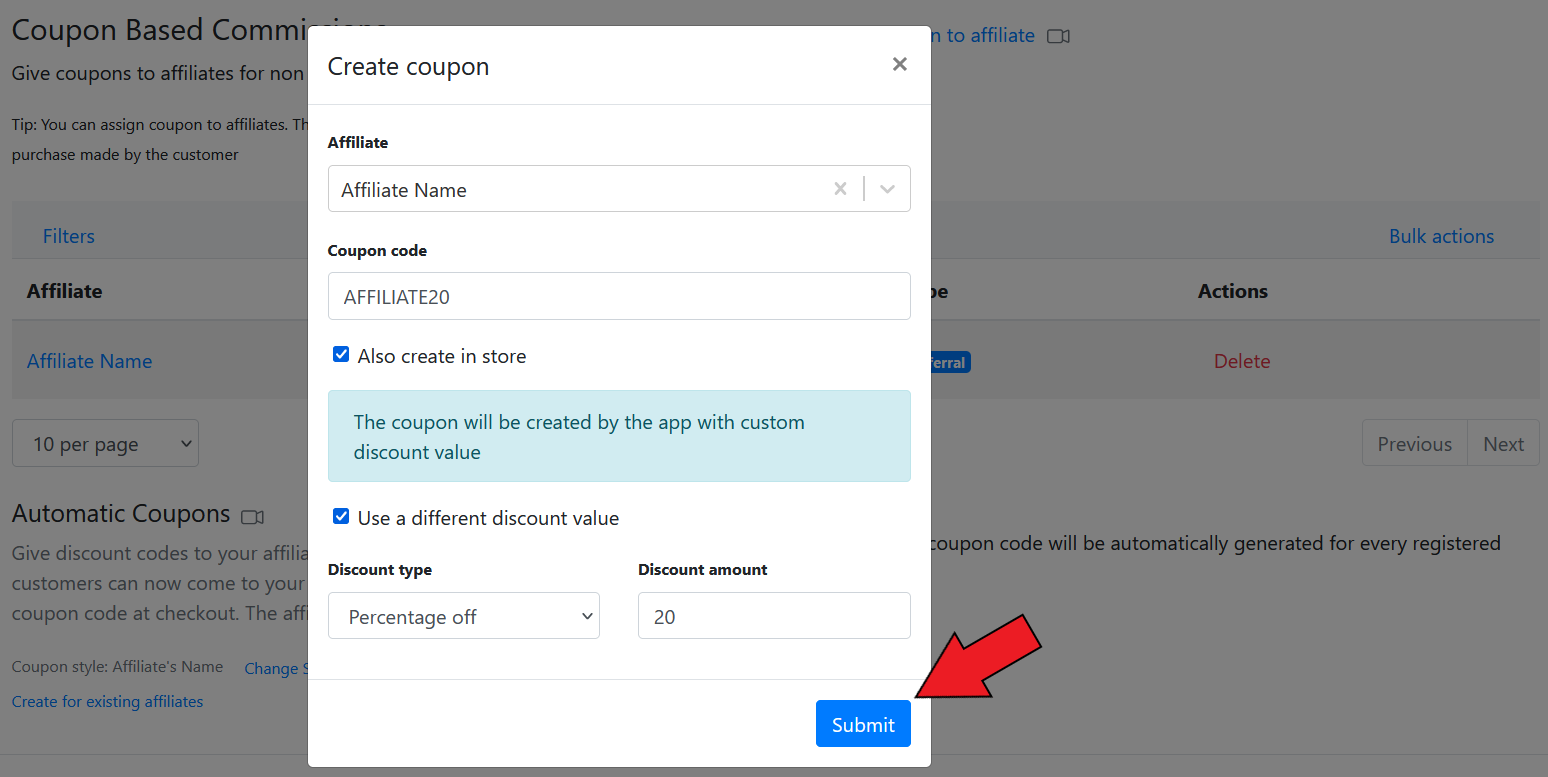 Coupon Based
n to affiliate
Create coupon
Give coupons to affiliates for non
Tip: You can assign coupon to affiliates.
purchase made by the customer
Affiliate
Affiliate Name
Filters
Bulk actions
Coupon code
Affiliate
Actions
AFFILIATE20
Also create in store
Affiliate Name
ferral
Delete
The coupon will be created by the app with custom
discount value
10 per page
Previous
Next
Use a different discount value
Automatic Coupons
coupon code will be automatically generated for every registered
Give discount codes to your
customers can now come to your
coupon code at checkout. The
Discount type
Discount amount
Percentage off
20
Coupon style: Affiliate's Name
Change S
Create for existing affiliates
Submit